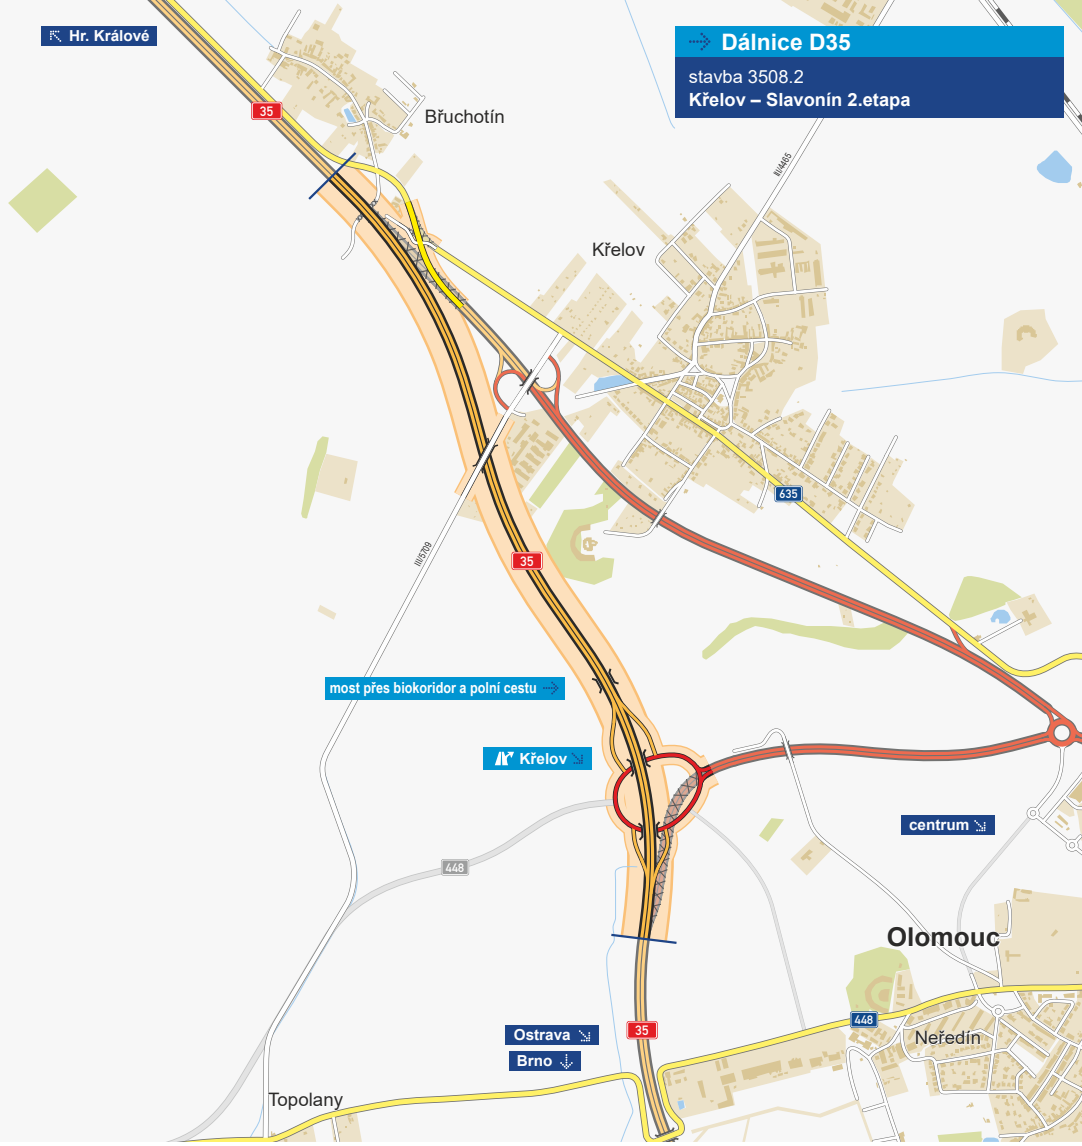 Hr. Králové
Dálnice D35
stavba 3508.2
Křelov – Slavonín 2.etapa
35
Břuchotín
III/4465
Křelov
635
III/5709
35
most přes biokoridor a polní cestu
Křelov
centrum
448
Olomouc
448
Neředín
Ostrava
35
Brno
Topolany